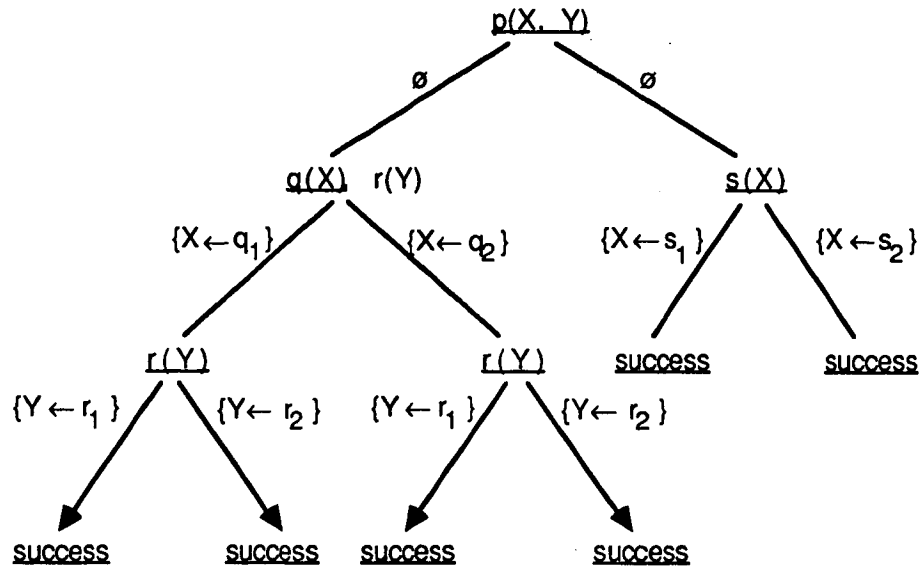 p(X, Y)
ø ø
q(X), r(Y) s(X)
{X←q₁} {X←q₂} {X←s₁} {X←s₂}
r(Y) r(Y) success success
{Y←r₁} {Y←r₂} {Y←r₁} {Y←r₂}
success success success success